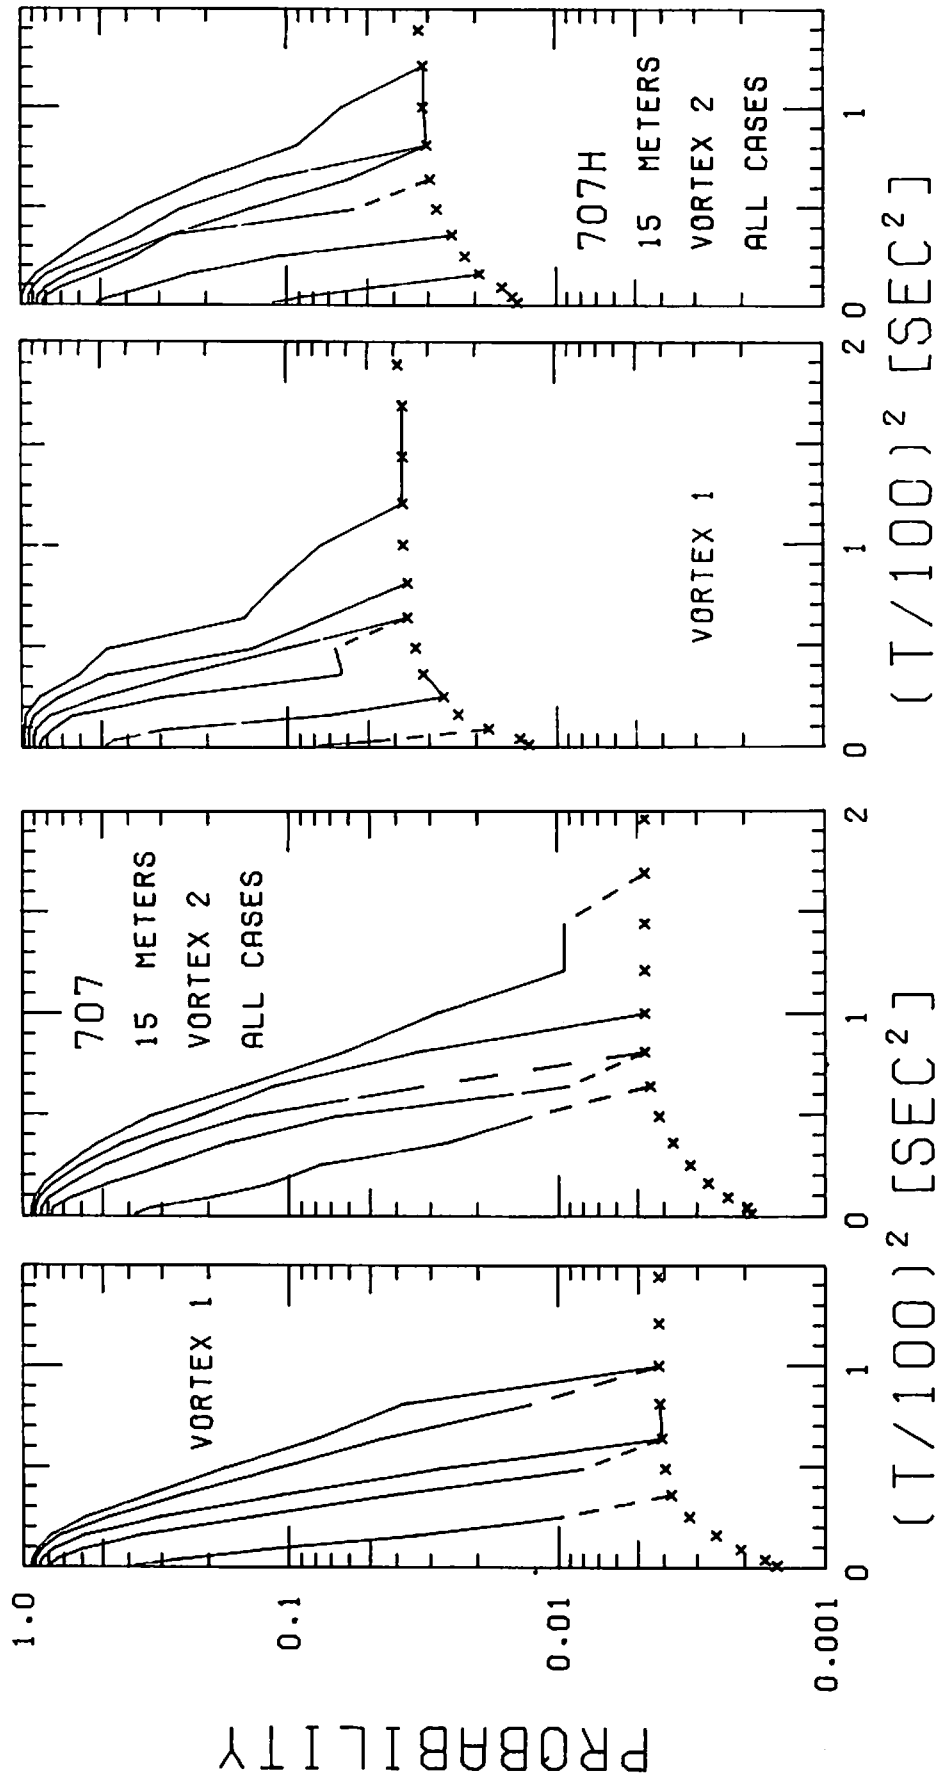 PROBABILITY
1.0
0.1
0.01
0.001
VORTEX 1
0
1
707
15 METERS
VORTEX 2
ALL CASES
0
1
2
(T/100)² [SEC²]
VORTEX 1
0
1
2
707H
15 METERS
VORTEX 2
ALL CASES
0
1
(T/100)² [SEC²]